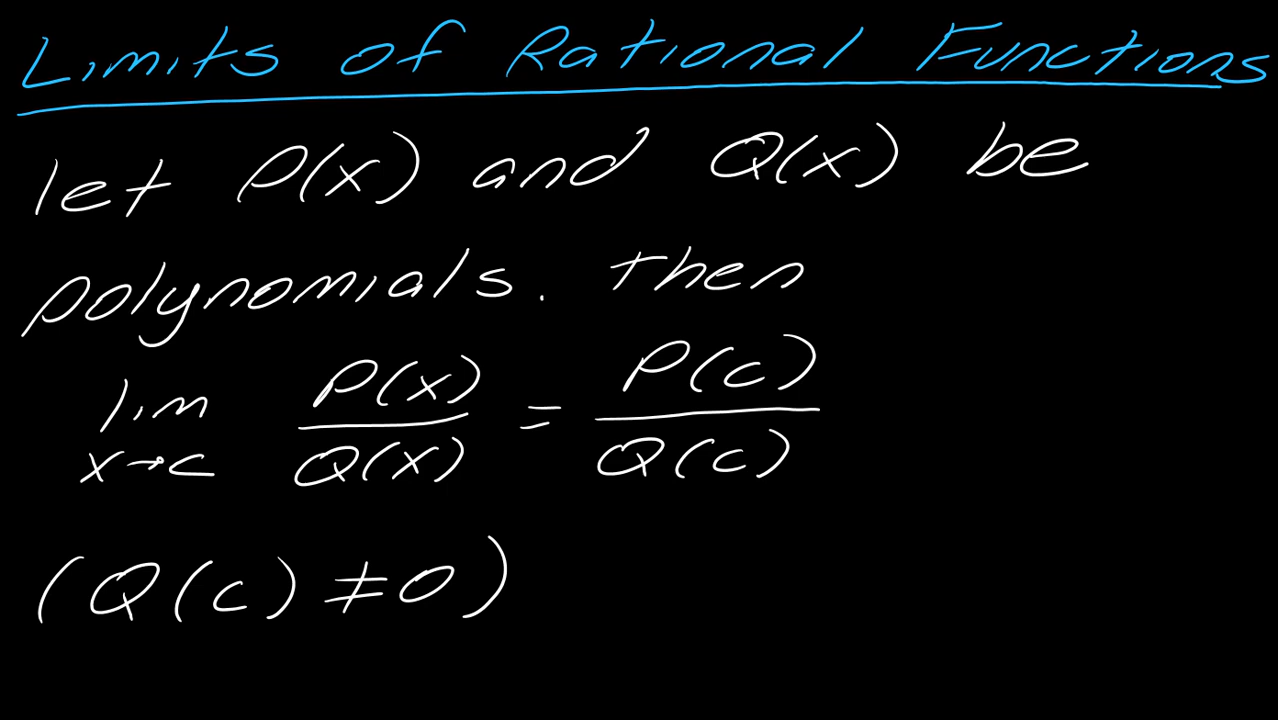 Limits of Rational Functions
let P(x) and Q(x) be
polynomials. then
lim x→c P(x)/Q(x) = P(c)/Q(c)
(Q(c) ≠ 0)